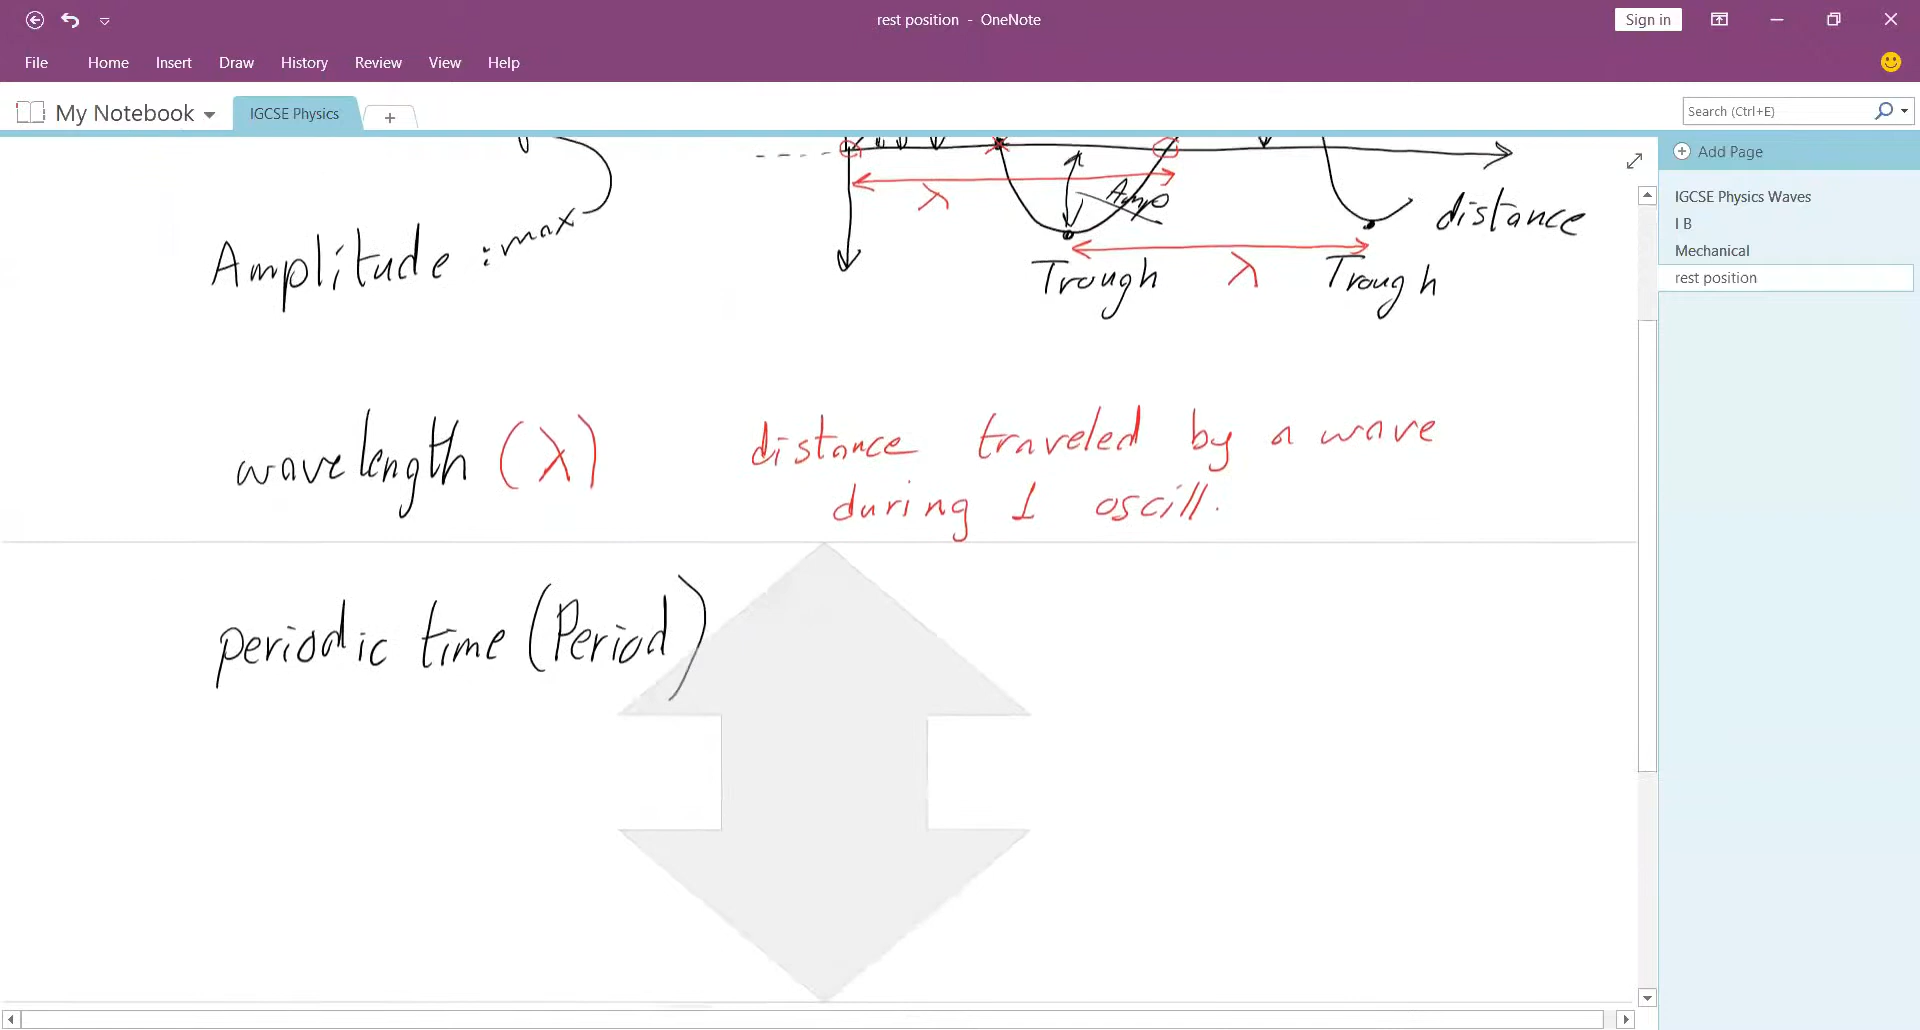 rest position - OneNote
Sign in
File Home Insert Draw History Review View Help
My Notebook
IGCSE Physics
+
Search (Ctrl+E)
Add Page
IGCSE Physics Waves
I B
Mechanical
rest position
λ
Amp
distance
Amplitude : max
Trough λ Trough
wavelength (λ) distance traveled by a wave
during 1 oscill.
periodic time (Period)